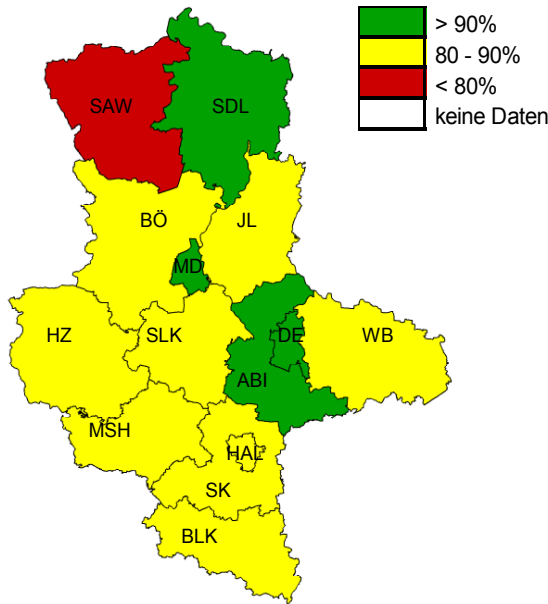 > 90%
80 - 90%
< 80%
keine Daten
SAW
SDL
BÖ
JL
MD
HZ
SLK
DE
WB
ABI
MSH
HAL
SK
BLK